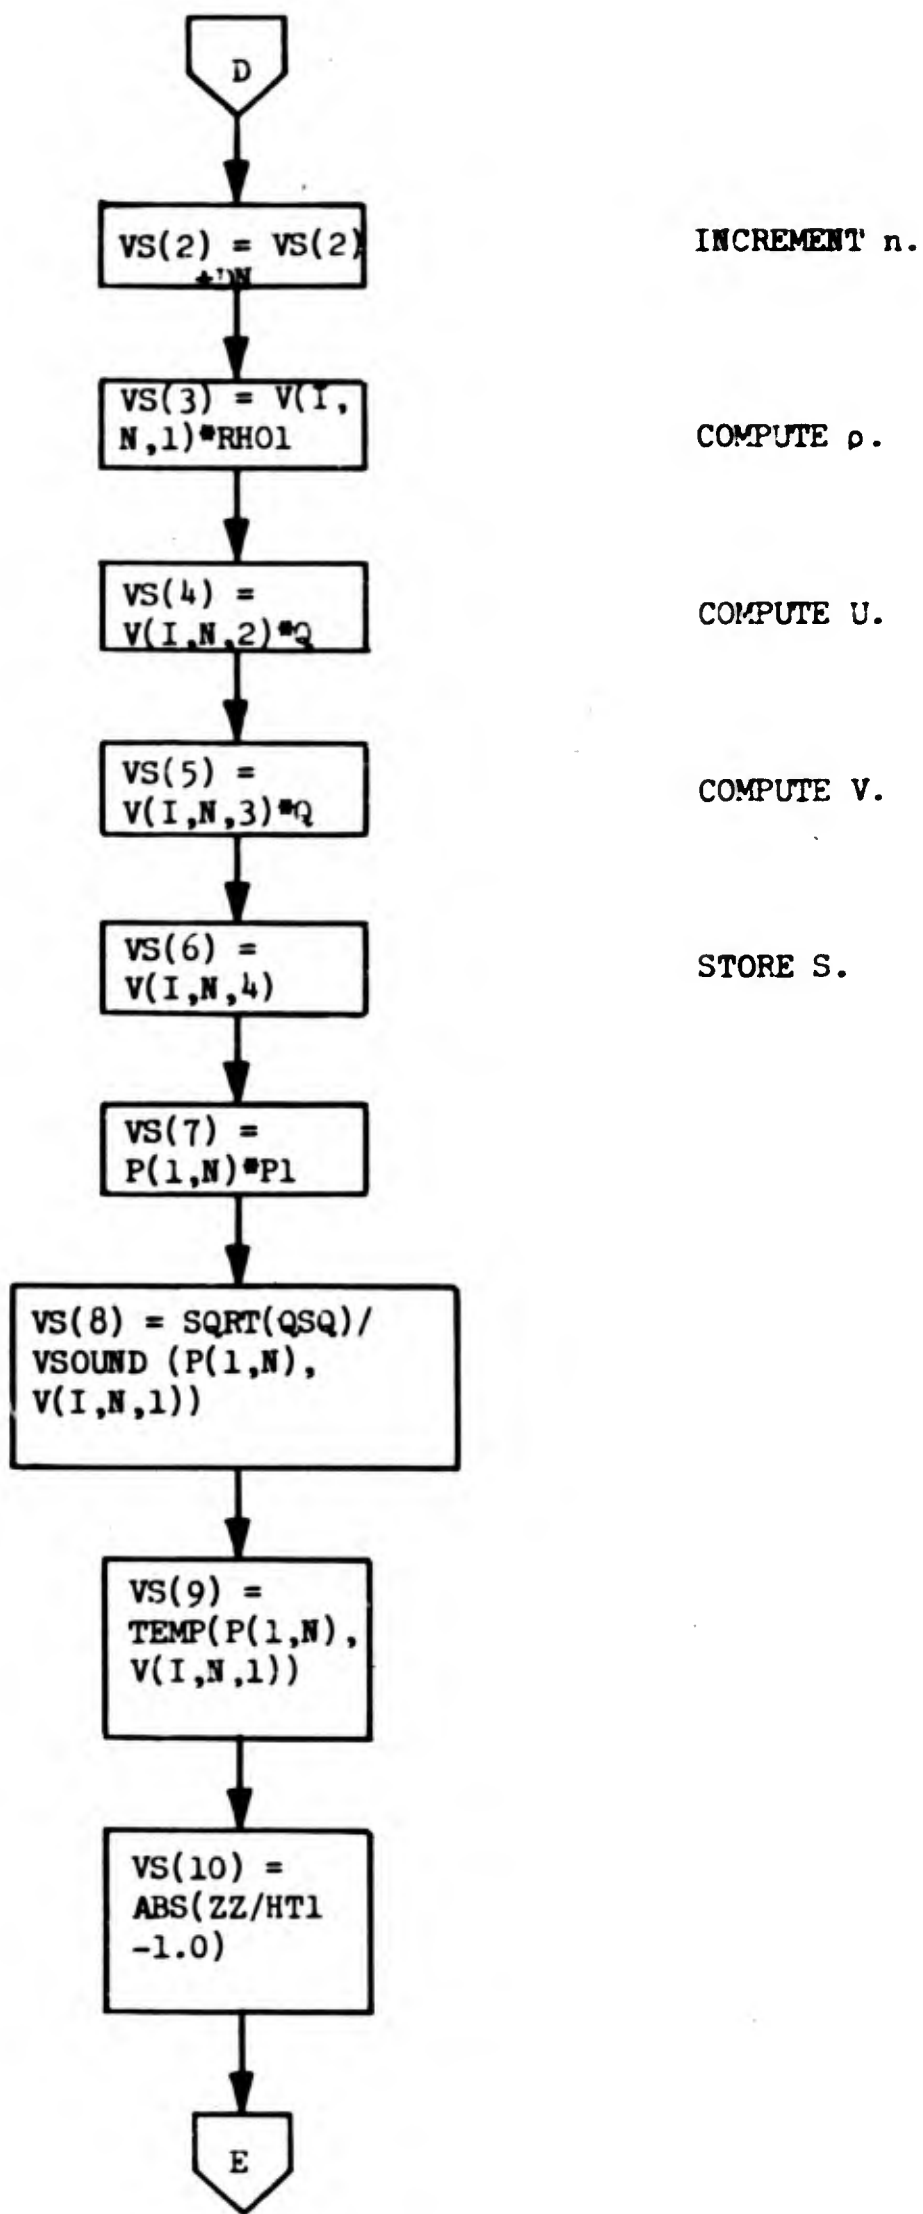 D
VS(2) = VS(2)
+DN
INCREMENT n.
VS(3) = V(I,
N,1)*RHO1
COMPUTE ρ.
VS(4) =
V(I,N,2)*Q
COMPUTE U.
VS(5) =
V(I,N,3)*Q
COMPUTE V.
VS(6) =
V(I,N,4)
STORE S.
VS(7) =
P(1,N)*P1
VS(8) = SQRT(QSQ)/
VSOUND (P(1,N),
V(I,N,1))
VS(9) =
TEMP(P(1,N),
V(I,N,1))
VS(10) =
ABS(ZZ/HT1
-1.0)
E